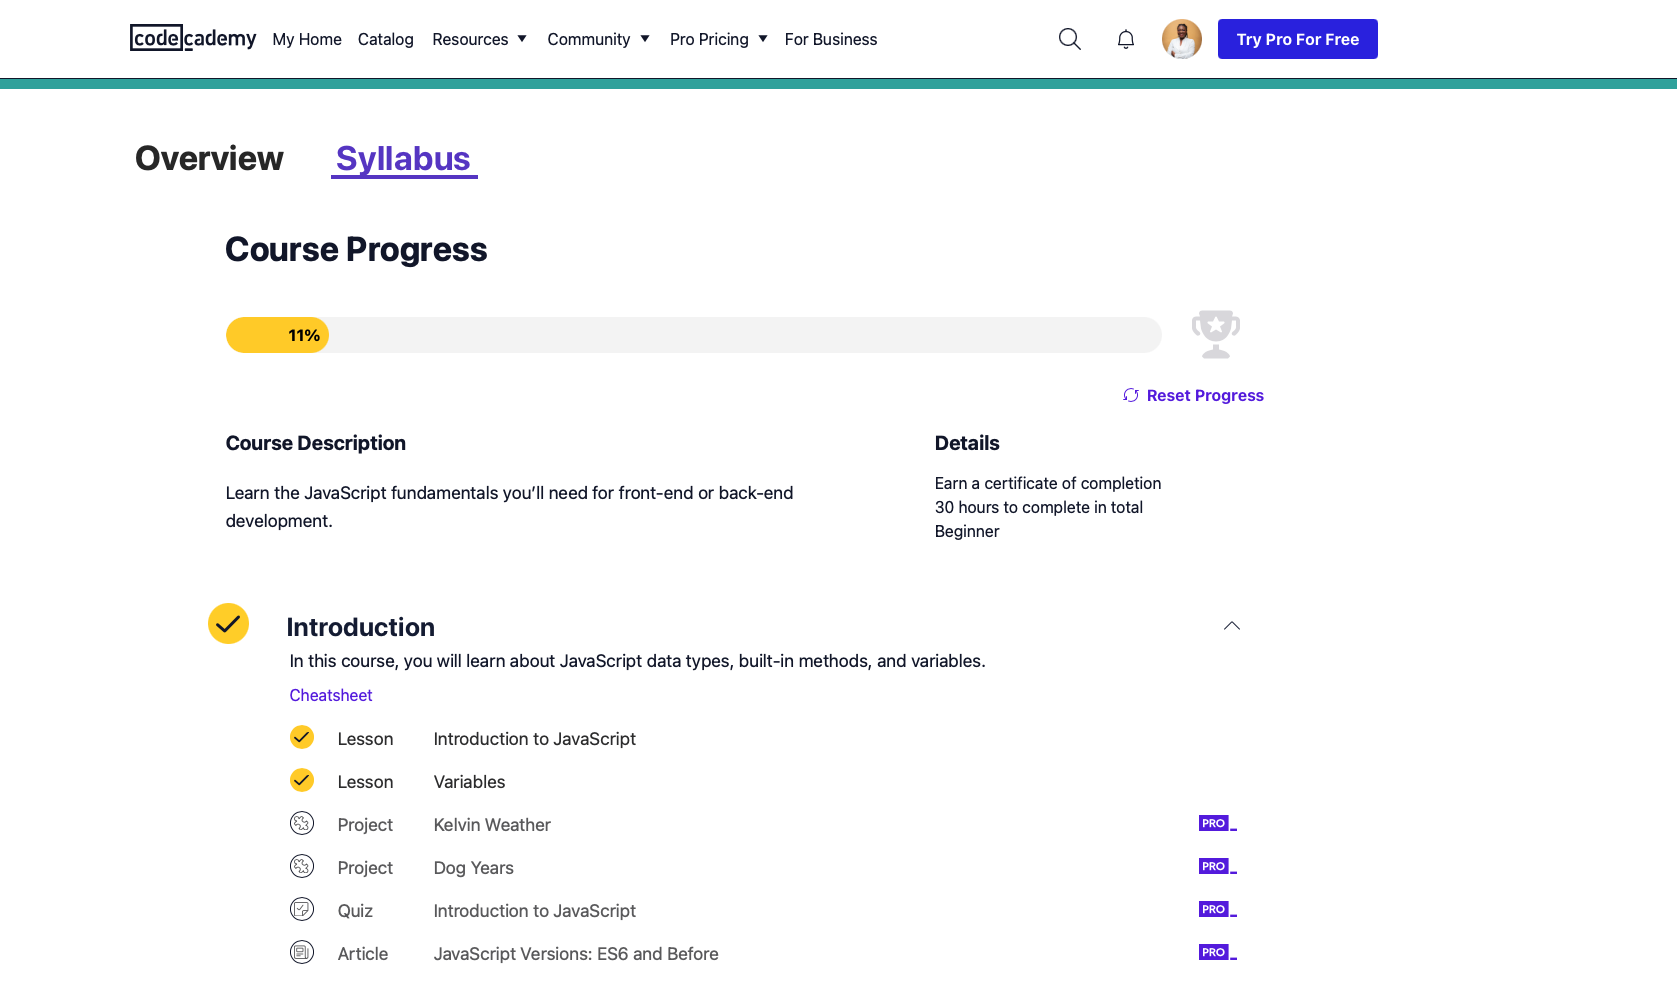 codecademy My Home Catalog Resources Community Pro Pricing For Business Try Pro For Free
Overview Syllabus
Course Progress
11%
Reset Progress
Course Description
Learn the JavaScript fundamentals you’ll need for front-end or back-end
development.
Details
Earn a certificate of completion
30 hours to complete in total
Beginner
Introduction
In this course, you will learn about JavaScript data types, built-in methods, and variables.
Cheatsheet
Lesson Introduction to JavaScript
Lesson Variables
Project Kelvin Weather PRO
Project Dog Years PRO
Quiz Introduction to JavaScript PRO
Article JavaScript Versions: ES6 and Before PRO